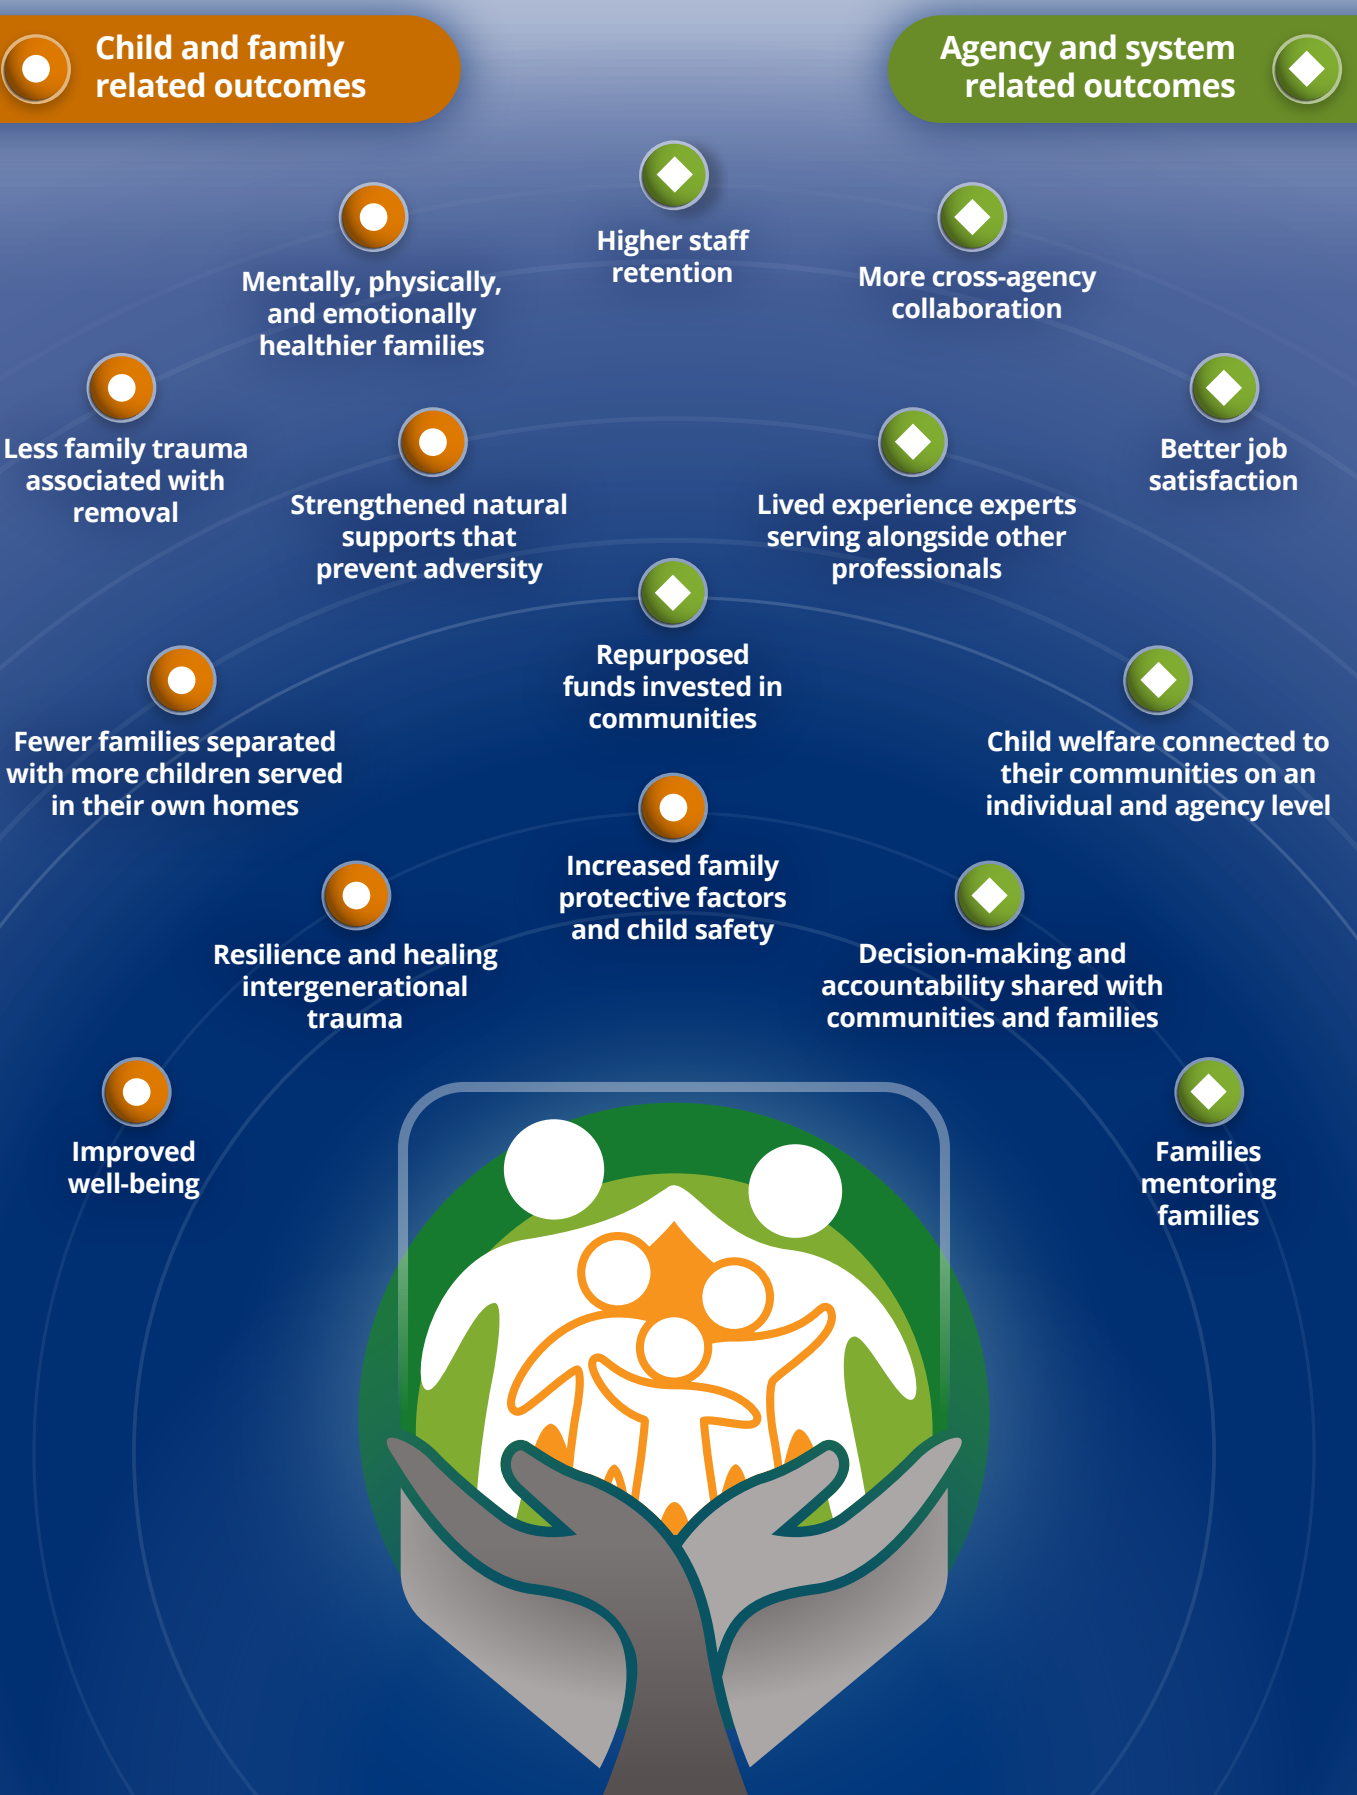 Child and family
related outcomes
Agency and system
related outcomes
Higher staff
retention
Mentally, physically,
and emotionally
healthier families
More cross-agency
collaboration
Less family trauma
associated with
removal
Better job
satisfaction
Strengthened natural
supports that
prevent adversity
Lived experience experts
serving alongside other
professionals
Repurposed
funds invested in
communities
Fewer families separated
with more children served
in their own homes
Child welfare connected to
their communities on an
individual and agency level
Increased family
protective factors
and child safety
Resilience and healing
intergenerational
trauma
Decision-making and
accountability shared with
communities and families
Improved
well-being
Families
mentoring
families